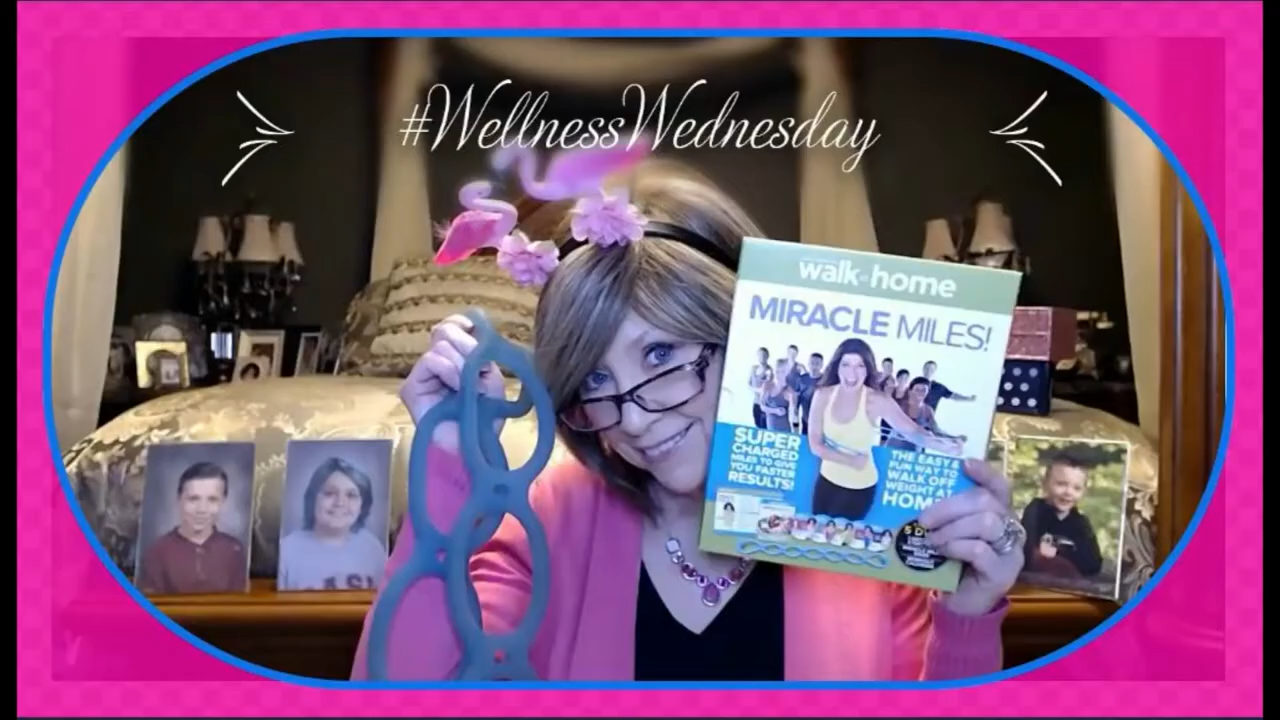 #WellnessWednesday
walk at home
MIRACLE MILES!
SUPER
CHARGED
MILES TO GIVE
YOU FASTER
RESULTS!
THE EASY &
FUN WAY TO
WALK OFF
WEIGHT AT
HOM